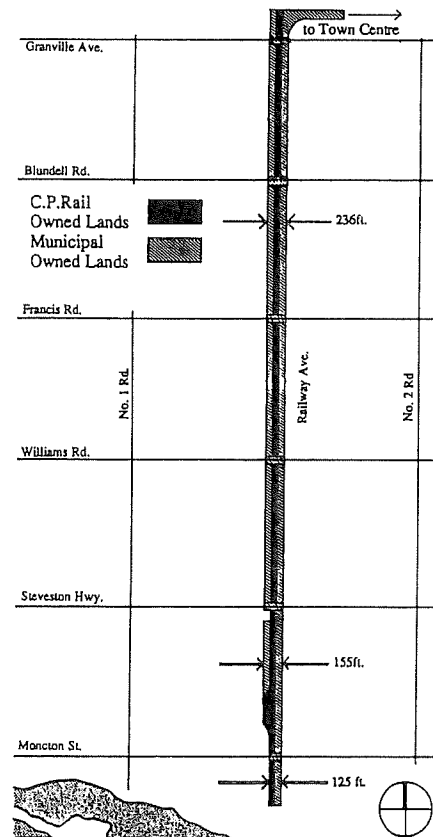 to Town Centre
Granville Ave.
Blundell Rd.
C.P.Rail
Owned Lands
Municipal
Owned Lands
236ft.
Francis Rd.
No. 1 Rd.
Railway Ave.
No. 2 Rd
Williams Rd.
Steveston Hwy.
155ft.
Moncton St.
125 ft.